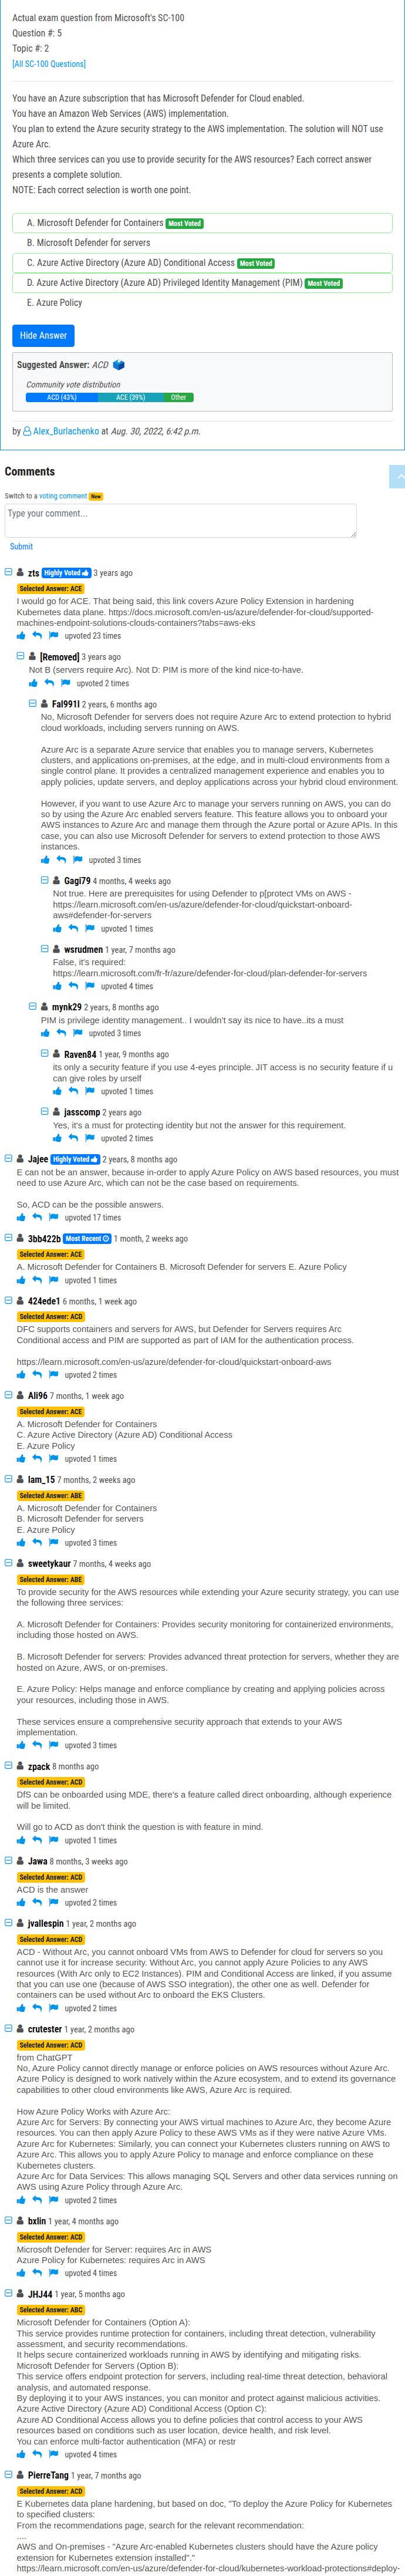 Actual exam question from Microsoft's SC-100
Question #: 5
Topic #: 2
[All SC-100 Questions]
You have an Azure subscription that has Microsoft Defender for Cloud enabled.
You have an Amazon Web Services (AWS) implementation.
You plan to extend the Azure security strategy to the AWS implementation. The solution will NOT use
Azure Arc.
Which three services can you use to provide security for the AWS resources? Each correct answer
presents a complete solution.
NOTE: Each correct selection is worth one point.
A. Microsoft Defender for Containers Most Voted
B. Microsoft Defender for servers
C. Azure Active Directory (Azure AD) Conditional Access Most Voted
D. Azure Active Directory (Azure AD) Privileged Identity Management (PIM) Most Voted
E. Azure Policy
Hide Answer
Suggested Answer: ACD
Community vote distribution
ACD (43%) ACE (39%) Other
by Alex_Burlachenko at Aug. 30, 2022, 6:42 p.m.
Comments
Switch to a voting comment New
Type your comment...
Submit
zts Highly Voted 3 years ago
Selected Answer: ACE
I would go for ACE. That being said, this link covers Azure Policy Extension in hardening
Kubernetes data plane. https://docs.microsoft.com/en-us/azure/defender-for-cloud/supported-
machines-endpoint-solutions-clouds-containers?tabs=aws-eks
upvoted 23 times
[Removed] 3 years ago
Not B (servers require Arc). Not D: PIM is more of the kind nice-to-have.
upvoted 2 times
Fal991l 2 years, 6 months ago
No, Microsoft Defender for servers does not require Azure Arc to extend protection to hybrid
cloud workloads, including servers running on AWS.
Azure Arc is a separate Azure service that enables you to manage servers, Kubernetes
clusters, and applications on-premises, at the edge, and in multi-cloud environments from a
single control plane. It provides a centralized management experience and enables you to
apply policies, update servers, and deploy applications across your hybrid cloud environment.
However, if you want to use Azure Arc to manage your servers running on AWS, you can do
so by using the Azure Arc enabled servers feature. This feature allows you to onboard your
AWS instances to Azure Arc and manage them through the Azure portal or Azure APIs. In this
case, you can also use Microsoft Defender for servers to extend protection to those AWS
instances.
upvoted 3 times
Gagi79 4 months, 4 weeks ago
Not true. Here are prerequisites for using Defender to p[protect VMs on AWS -
https://learn.microsoft.com/en-us/azure/defender-for-cloud/quickstart-onboard-
aws#defender-for-servers
upvoted 1 times
wsrudmen 1 year, 7 months ago
False, it's required:
https://learn.microsoft.com/fr-fr/azure/defender-for-cloud/plan-defender-for-servers
upvoted 4 times
mynk29 2 years, 8 months ago
PIM is privilege identity management.. I wouldn't say its nice to have..its a must
upvoted 3 times
Raven84 1 year, 9 months ago
its only a security feature if you use 4-eyes principle. JIT access is no security feature if u
can give roles by urself
upvoted 1 times
jasscomp 2 years ago
Yes, it's a must for protecting identity but not the answer for this requirement.
upvoted 2 times
Jajee Highly Voted 2 years, 8 months ago
E can not be an answer, because in-order to apply Azure Policy on AWS based resources, you must
need to use Azure Arc, which can not be the case based on requirements.
So, ACD can be the possible answers.
upvoted 17 times
3bb422b Most Recent 1 month, 2 weeks ago
Selected Answer: ACE
A. Microsoft Defender for Containers B. Microsoft Defender for servers E. Azure Policy
upvoted 1 times
424ede1 6 months, 1 week ago
Selected Answer: ACD
DFC supports containers and servers for AWS, but Defender for Servers requires Arc
Conditional access and PIM are supported as part of IAM for the authentication process.
https://learn.microsoft.com/en-us/azure/defender-for-cloud/quickstart-onboard-aws
upvoted 2 times
Ali96 7 months, 1 week ago
Selected Answer: ACE
A. Microsoft Defender for Containers
C. Azure Active Directory (Azure AD) Conditional Access
E. Azure Policy
upvoted 1 times
Iam_15 7 months, 2 weeks ago
Selected Answer: ABE
A. Microsoft Defender for Containers
B. Microsoft Defender for servers
E. Azure Policy
upvoted 3 times
sweetykaur 7 months, 4 weeks ago
Selected Answer: ABE
To provide security for the AWS resources while extending your Azure security strategy, you can use
the following three services:
A. Microsoft Defender for Containers: Provides security monitoring for containerized environments,
including those hosted on AWS.
B. Microsoft Defender for servers: Provides advanced threat protection for servers, whether they are
hosted on Azure, AWS, or on-premises.
E. Azure Policy: Helps manage and enforce compliance by creating and applying policies across
your resources, including those in AWS.
These services ensure a comprehensive security approach that extends to your AWS
implementation.
upvoted 3 times
zpack 8 months ago
Selected Answer: ACD
DfS can be onboarded using MDE, there's a feature called direct onboarding, although experience
will be limited.
Will go to ACD as don't think the question is with feature in mind.
upvoted 1 times
Jawa 8 months, 3 weeks ago
Selected Answer: ACD
ACD is the answer
upvoted 2 times
jvallespin 1 year, 2 months ago
Selected Answer: ACD
ACD - Without Arc, you cannot onboard VMs from AWS to Defender for cloud for servers so you
cannot use it for increase security. Without Arc, you cannot apply Azure Policies to any AWS
resources (With Arc only to EC2 Instances). PIM and Conditional Access are linked, if you assume
that you can use one (because of AWS SSO integration), the other one as well. Defender for
containers can be used without Arc to onboard the EKS Clusters.
upvoted 2 times
crutester 1 year, 2 months ago
Selected Answer: ACD
from ChatGPT
No, Azure Policy cannot directly manage or enforce policies on AWS resources without Azure Arc.
Azure Policy is designed to work natively within the Azure ecosystem, and to extend its governance
capabilities to other cloud environments like AWS, Azure Arc is required.
How Azure Policy Works with Azure Arc:
Azure Arc for Servers: By connecting your AWS virtual machines to Azure Arc, they become Azure
resources. You can then apply Azure Policy to these AWS VMs as if they were native Azure VMs.
Azure Arc for Kubernetes: Similarly, you can connect your Kubernetes clusters running on AWS to
Azure Arc. This allows you to apply Azure Policy to manage and enforce compliance on these
Kubernetes clusters.
Azure Arc for Data Services: This allows managing SQL Servers and other data services running on
AWS using Azure Policy through Azure Arc.
upvoted 2 times
bxlin 1 year, 4 months ago
Selected Answer: ACD
Microsoft Defender for Server: requires Arc in AWS
Azure Policy for Kubernetes: requires Arc in AWS
upvoted 4 times
JHJ44 1 year, 5 months ago
Selected Answer: ABC
Microsoft Defender for Containers (Option A):
This service provides runtime protection for containers, including threat detection, vulnerability
assessment, and security recommendations.
It helps secure containerized workloads running in AWS by identifying and mitigating risks.
Microsoft Defender for Servers (Option B):
This service offers endpoint protection for servers, including real-time threat detection, behavioral
analysis, and automated response.
By deploying it to your AWS instances, you can monitor and protect against malicious activities.
Azure Active Directory (Azure AD) Conditional Access (Option C):
Azure AD Conditional Access allows you to define policies that control access to your AWS
resources based on conditions such as user location, device health, and risk level.
You can enforce multi-factor authentication (MFA) or restr
upvoted 4 times
PierreTang 1 year, 7 months ago
Selected Answer: ACD
E Kubernetes data plane hardening, but based on doc, "To deploy the Azure Policy for Kubernetes
to specified clusters:
From the recommendations page, search for the relevant recommendation:
....
AWS and On-premises - "Azure Arc-enabled Kubernetes clusters should have the Azure policy
extension for Kubernetes extension installed"."
https://learn.microsoft.com/en-us/azure/defender-for-cloud/kubernetes-workload-protections#deploy-